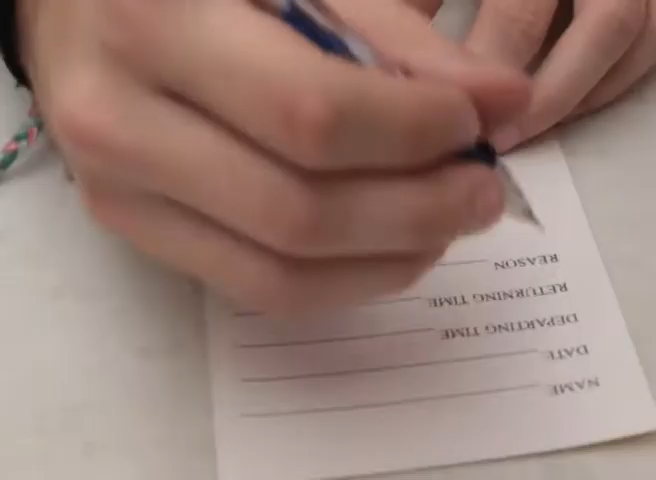 NAME
DATE
DEPARTING TIME
RETURNING TIME
REASON